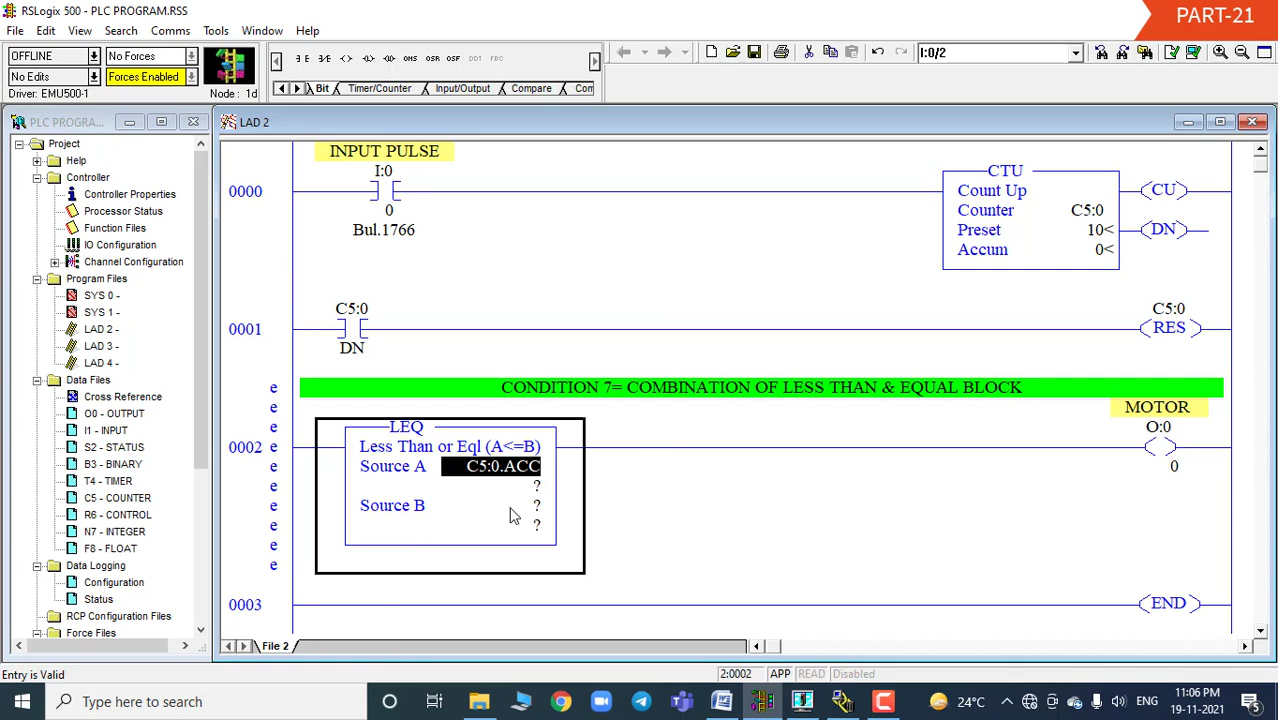 RSLogix 500 - PLC PROGRAM.RSS
PART-21
File Edit View Search Comms Tools Window Help
OFFLINE No Forces
No Edits Forces Enabled
Driver: EMU500-1 Node : 1d
ONS OSR OSF DDT FBC
Bit Timer/Counter Input/Output Compare Com
I:0/2
PLC PROGRA...
Project
Help
Controller
Controller Properties
Processor Status
Function Files
IO Configuration
Channel Configuration
Program Files
SYS 0 -
SYS 1 -
LAD 2 -
LAD 3 -
LAD 4 -
Data Files
Cross Reference
O0 - OUTPUT
I1 - INPUT
S2 - STATUS
B3 - BINARY
T4 - TIMER
C5 - COUNTER
R6 - CONTROL
N7 - INTEGER
F8 - FLOAT
Data Logging
Configuration
Status
RCP Configuration Files
Force Files
LAD 2
INPUT PULSE
I:0
0000
0
Bul.1766
CTU
Count Up
Counter C5:0
Preset 10<
Accum 0<
CU
DN
C5:0
0001
DN
C5:0
RES
e
CONDITION 7= COMBINATION OF LESS THAN & EQUAL BLOCK
e
e
e
e
e
e
e
e
0002
LEQ
Less Than or Eql (A<=B)
Source A C5:0.ACC
?
Source B ?
?
MOTOR
O:0
0
0003
END
File 2
Entry is Valid
2:0002 APP READ Disabled
Type here to search
24°C
ENG
11:06 PM
19-11-2021
5